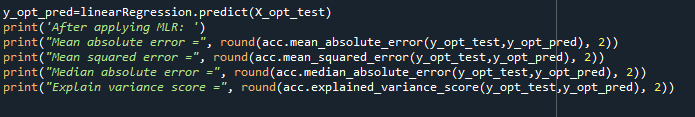 y_opt_pred=linearRegression.predict(X_opt_test)
print('After applying MLR: ')
print("Mean absolute error =", round(acc.mean_absolute_error(y_opt_test,y_opt_pred), 2))
print("Mean squared error =", round(acc.mean_squared_error(y_opt_test,y_opt_pred), 2))
print("Median absolute error =", round(acc.median_absolute_error(y_opt_test,y_opt_pred), 2))
print("Explain variance score =", round(acc.explained_variance_score(y_opt_test,y_opt_pred), 2))